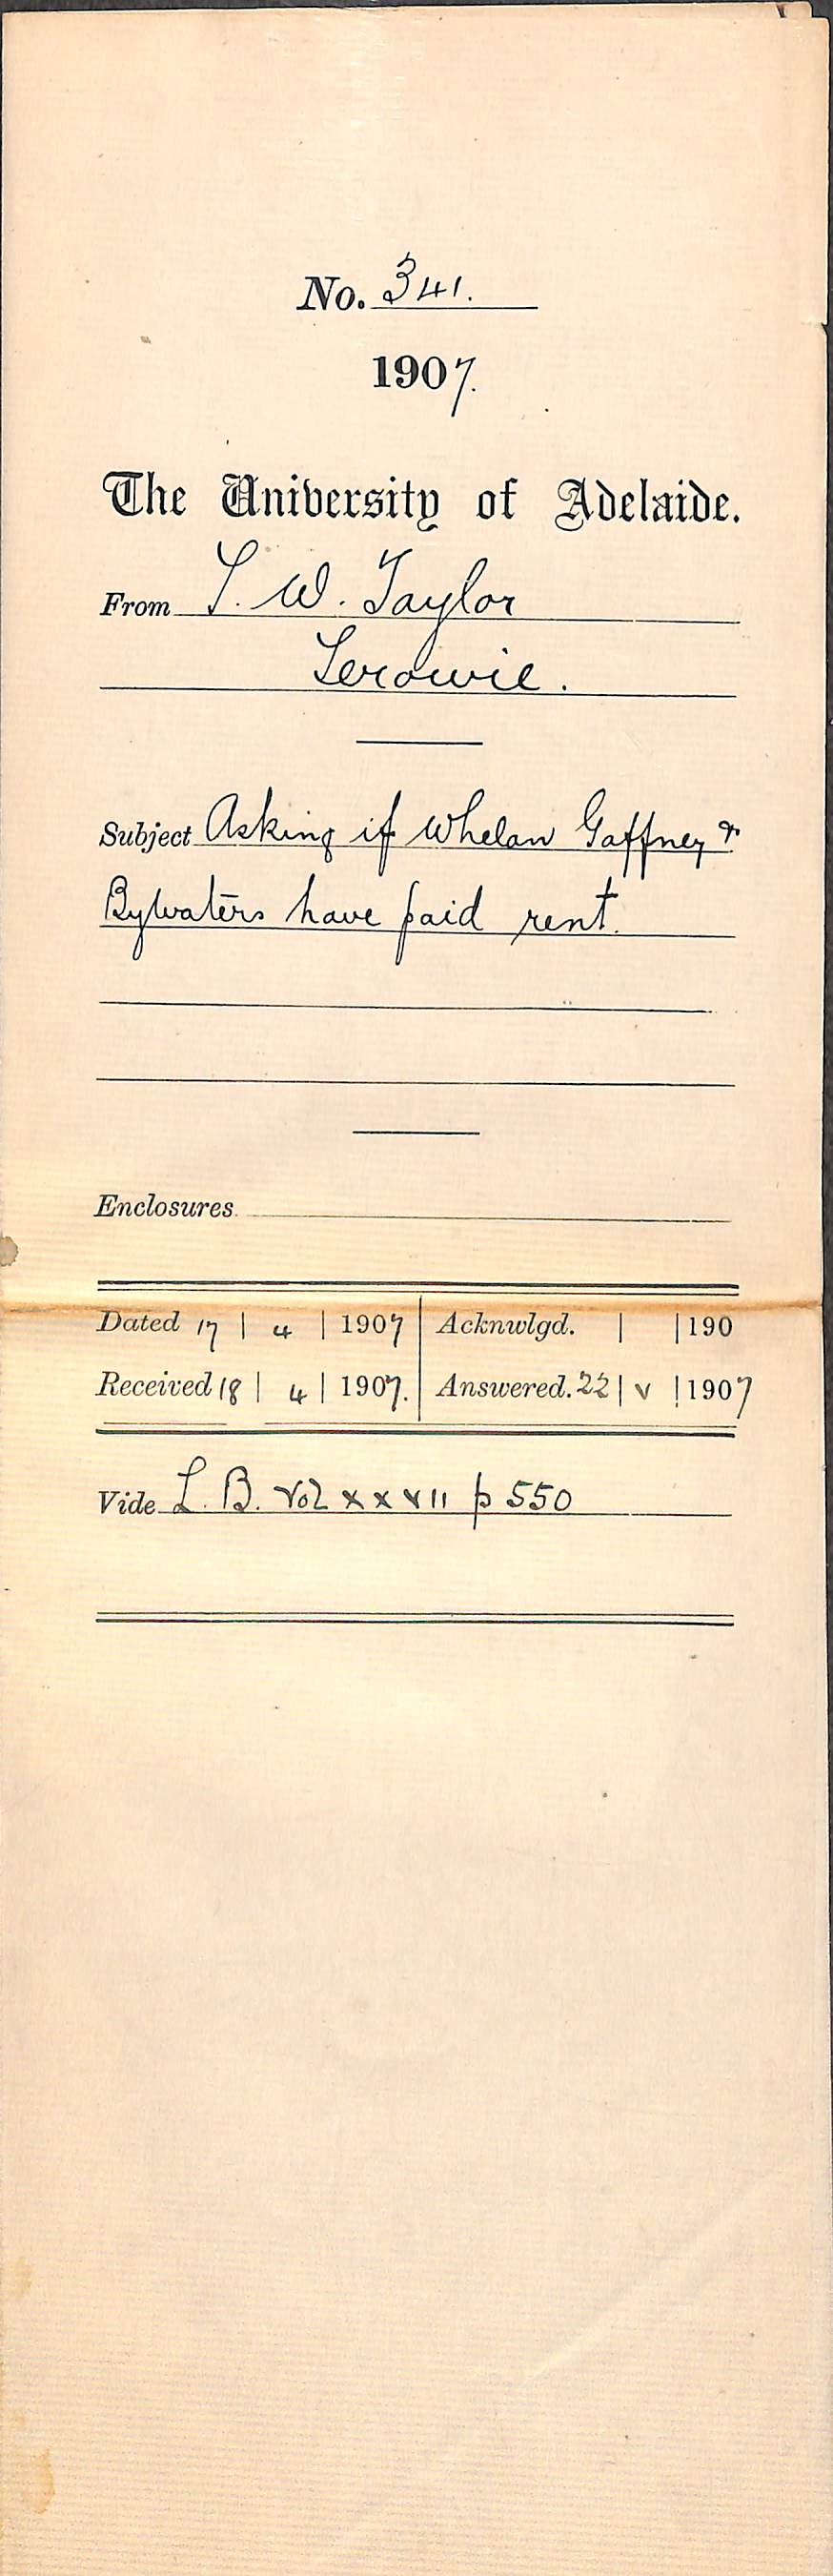 No. 341.
1907.
The University of Adelaide.
From T. W. Taylor
Terowie.
Subject Asking if Whelan Gaffney &
Bywaters have paid rent.
Enclosures
Dated 17 | 4 | 1907 | Acknwlgd. | | 190
Received 18 | 4 | 1907. | Answered. 22 | v | 1907
Vide L. B. Vol xxvii p 550